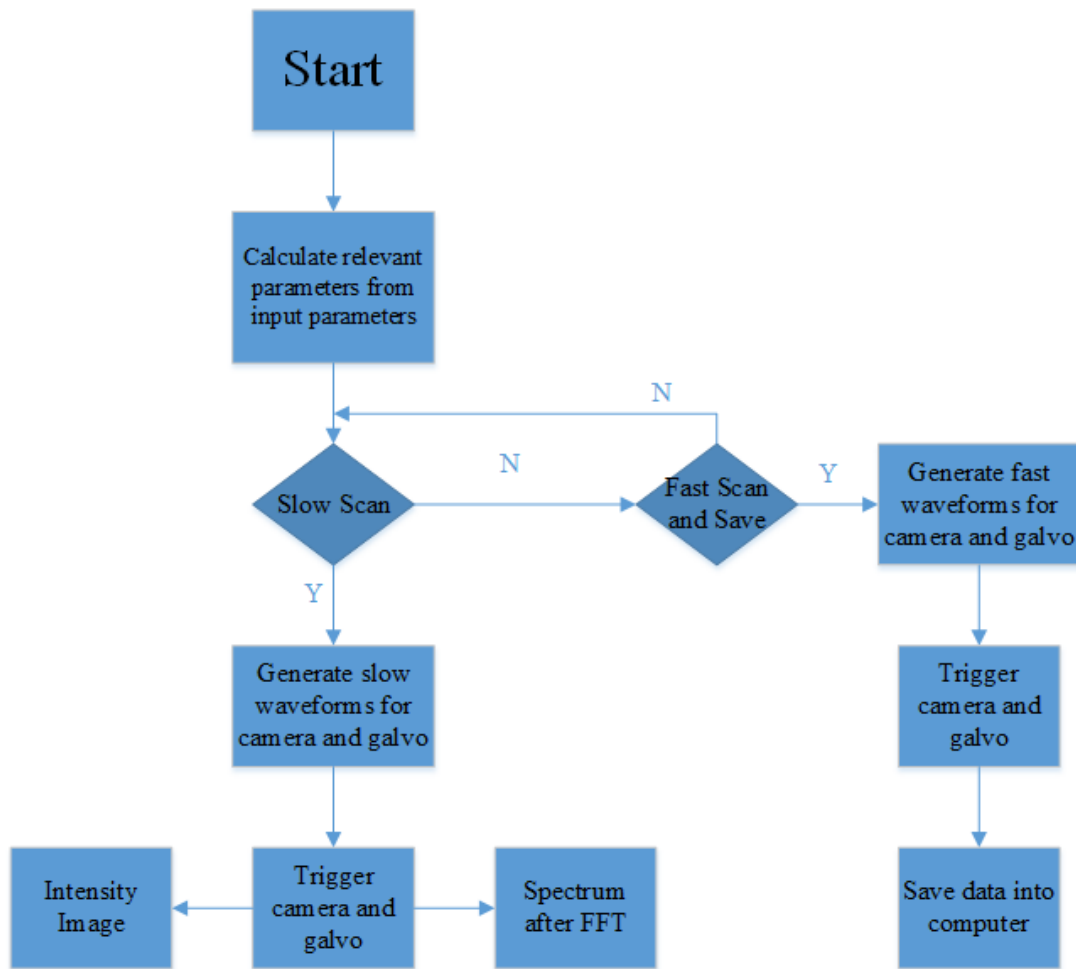 Start
Calculate relevant
parameters from
input parameters
N
Slow Scan
N
Fast Scan
and Save
Y
Generate fast
waveforms for
camera and galvo
Y
Generate slow
waveforms for
camera and galvo
Trigger
camera and
galvo
Intensity
Image
Trigger
camera and
galvo
Spectrum
after FFT
Save data into
computer